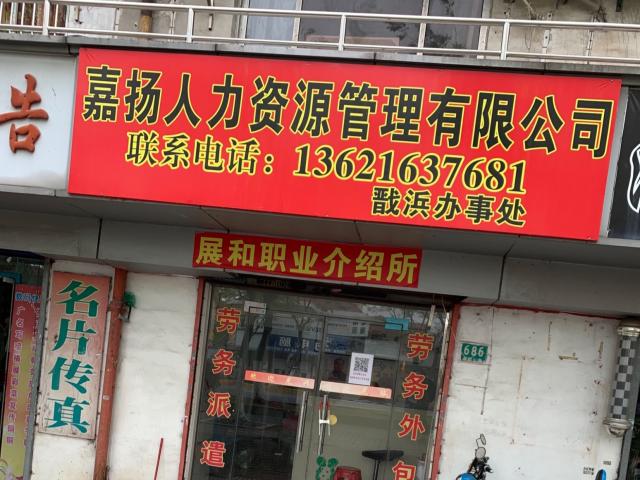 告
嘉扬人力资源管理有限公司
联系电话：13621637681
戬浜办事处
展和职业介绍所
名片传真
劳务派遣
劳务外包
686